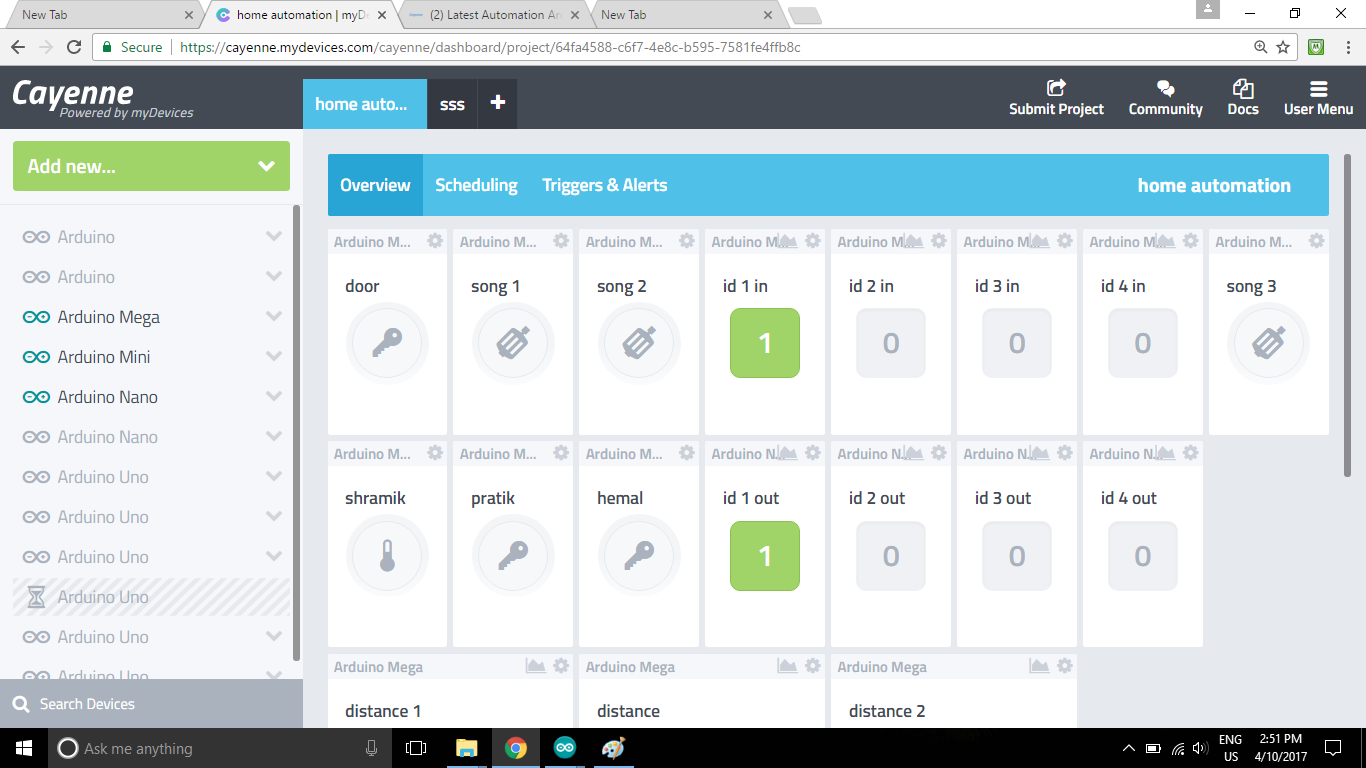 New Tab
home automation | myDe
(2) Latest Automation An
New Tab
Secure
https://cayenne.mydevices.com/cayenne/dashboard/project/64fa4588-c6f7-4e8c-b595-7581fe4ffb8c
Cayenne
Powered by myDevices
home auto...
sss
+
Submit Project
Community
Docs
User Menu
Add new...
Arduino
Arduino
Arduino Mega
Arduino Mini
Arduino Nano
Arduino Nano
Arduino Uno
Arduino Uno
Arduino Uno
Arduino Uno
Arduino Uno
Arduino Uno
Search Devices
Overview
Scheduling
Triggers & Alerts
home automation
Arduino M...
Arduino M...
Arduino M...
Arduino M...
Arduino M...
Arduino M...
Arduino M...
Arduino M...
door
song 1
song 2
id 1 in
id 2 in
id 3 in
id 4 in
song 3
1
0
0
0
Arduino M...
Arduino M...
Arduino M...
Arduino N...
Arduino N...
Arduino N...
Arduino N...
shramik
pratik
hemal
id 1 out
id 2 out
id 3 out
id 4 out
1
0
0
0
Arduino Mega
Arduino Mega
Arduino Mega
distance 1
distance
distance 2
Ask me anything
ENG
US
2:51 PM
4/10/2017